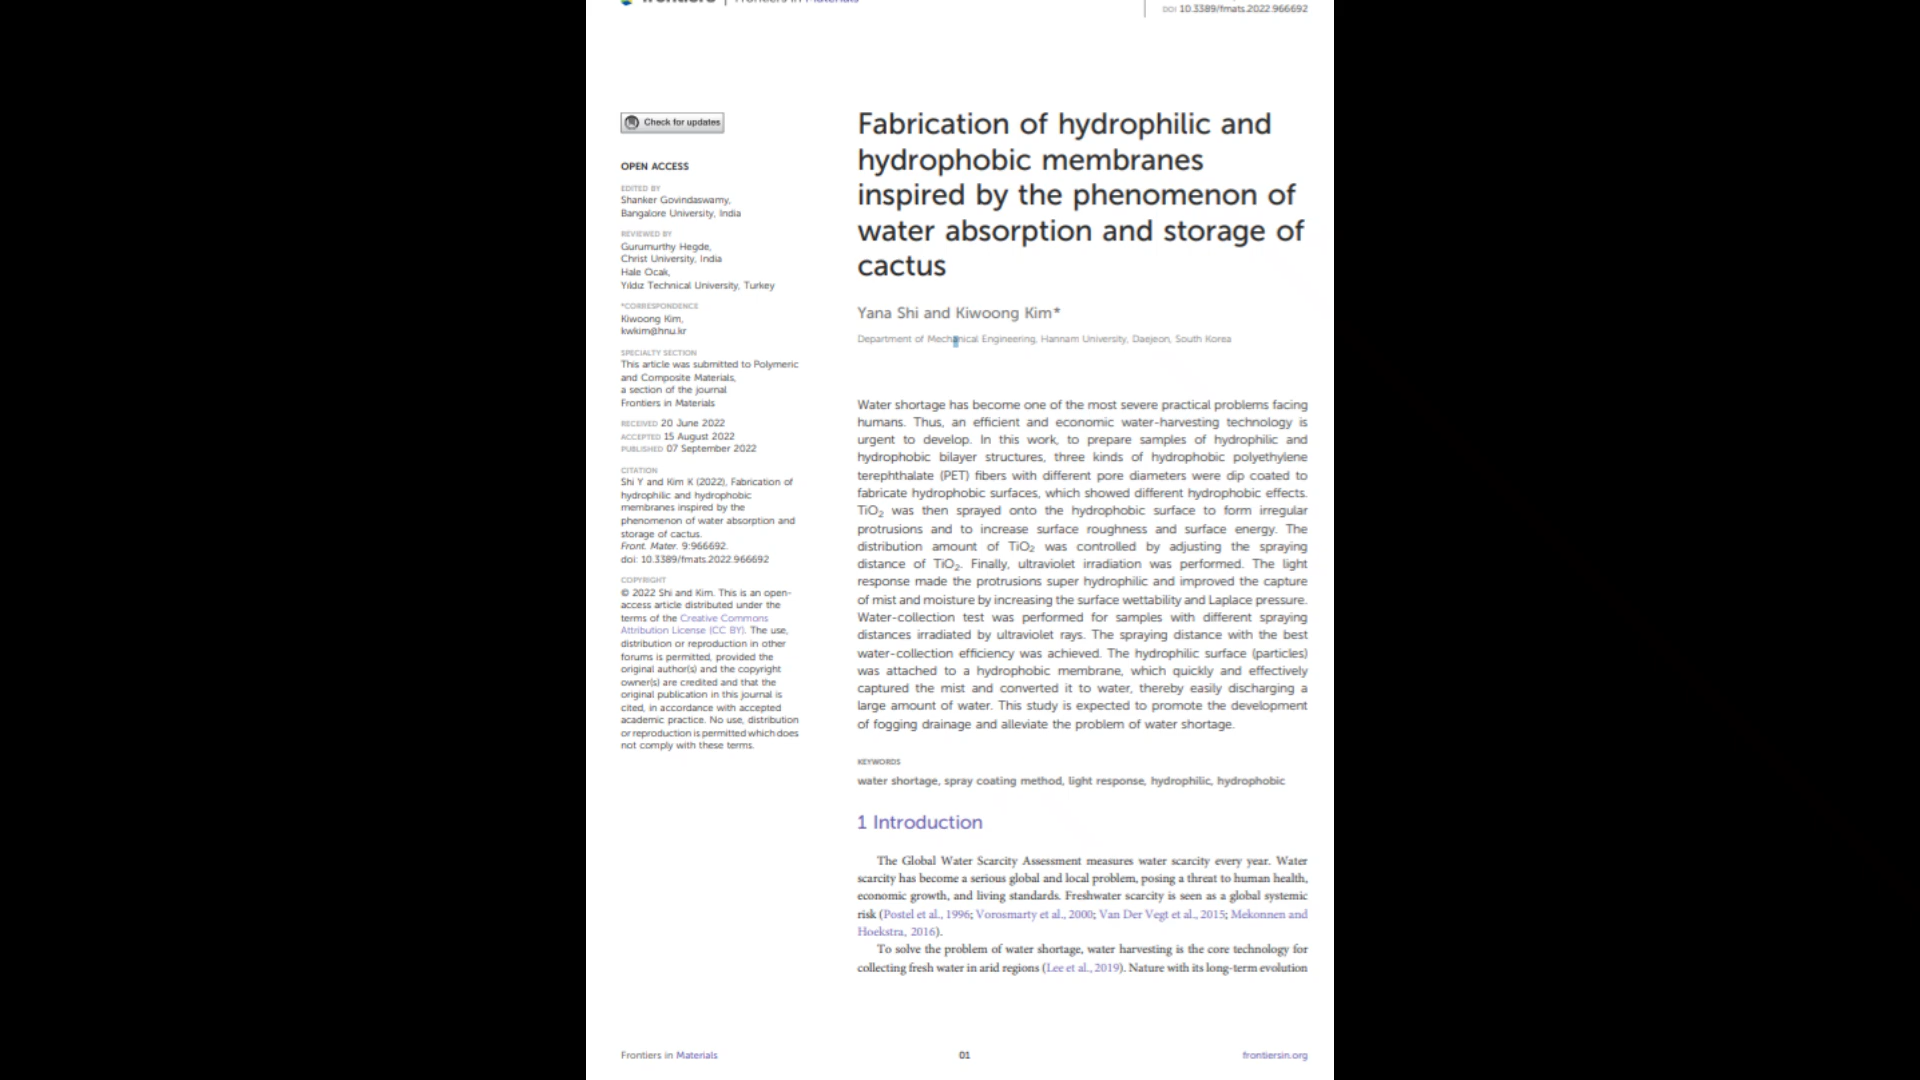 frontiers | Frontiers in Materials
DOI 10.3389/fmats.2022.966692
Check for updates
OPEN ACCESS
EDITED BY
Shanker Govindaswamy,
Bangalore University, India
REVIEWED BY
Gurumurthy Hegde,
Christ University, India
Hale Ocak,
Yıldız Technical University, Turkey
*CORRESPONDENCE
Kiwoong Kim,
kwkim@hnu.kr
SPECIALTY SECTION
This article was submitted to Polymeric
and Composite Materials,
a section of the journal
Frontiers in Materials
RECEIVED 20 June 2022
ACCEPTED 15 August 2022
PUBLISHED 07 September 2022
CITATION
Shi Y and Kim K (2022), Fabrication of
hydrophilic and hydrophobic
membranes inspired by the
phenomenon of water absorption and
storage of cactus.
Front. Mater. 9:966692.
doi: 10.3389/fmats.2022.966692
COPYRIGHT
© 2022 Shi and Kim. This is an open-
access article distributed under the
terms of the Creative Commons
Attribution License (CC BY). The use,
distribution or reproduction in other
forums is permitted, provided the
original author(s) and the copyright
owner(s) are credited and that the
original publication in this journal is
cited, in accordance with accepted
academic practice. No use, distribution
or reproduction is permitted which does
not comply with these terms.
Fabrication of hydrophilic and
hydrophobic membranes
inspired by the phenomenon of
water absorption and storage of
cactus
Yana Shi and Kiwoong Kim*
Department of Mechanical Engineering, Hannam University, Daejeon, South Korea
Water shortage has become one of the most severe practical problems facing
humans. Thus, an efficient and economic water-harvesting technology is
urgent to develop. In this work, to prepare samples of hydrophilic and
hydrophobic bilayer structures, three kinds of hydrophobic polyethylene
terephthalate (PET) fibers with different pore diameters were dip coated to
fabricate hydrophobic surfaces, which showed different hydrophobic effects.
TiO₂ was then sprayed onto the hydrophobic surface to form irregular
protrusions and to increase surface roughness and surface energy. The
distribution amount of TiO₂ was controlled by adjusting the spraying
distance of TiO₂. Finally, ultraviolet irradiation was performed. The light
response made the protrusions super hydrophilic and improved the capture
of mist and moisture by increasing the surface wettability and Laplace pressure.
Water-collection test was performed for samples with different spraying
distances irradiated by ultraviolet rays. The spraying distance with the best
water-collection efficiency was achieved. The hydrophilic surface (particles)
was attached to a hydrophobic membrane, which quickly and effectively
captured the mist and converted it to water, thereby easily discharging a
large amount of water. This study is expected to promote the development
of fogging drainage and alleviate the problem of water shortage.
KEYWORDS
water shortage, spray coating method, light response, hydrophilic, hydrophobic
1 Introduction
The Global Water Scarcity Assessment measures water scarcity every year. Water
scarcity has become a serious global and local problem, posing a threat to human health,
economic growth, and living standards. Freshwater scarcity is seen as a global systemic
risk (Postel et al., 1996; Vorosmarty et al., 2000; Van Der Vegt et al., 2015; Mekonnen and
Hoekstra, 2016).
To solve the problem of water shortage, water harvesting is the core technology for
collecting fresh water in arid regions (Lee et al., 2019). Nature with its long-term evolution
Frontiers in Materials
01
frontiersin.org